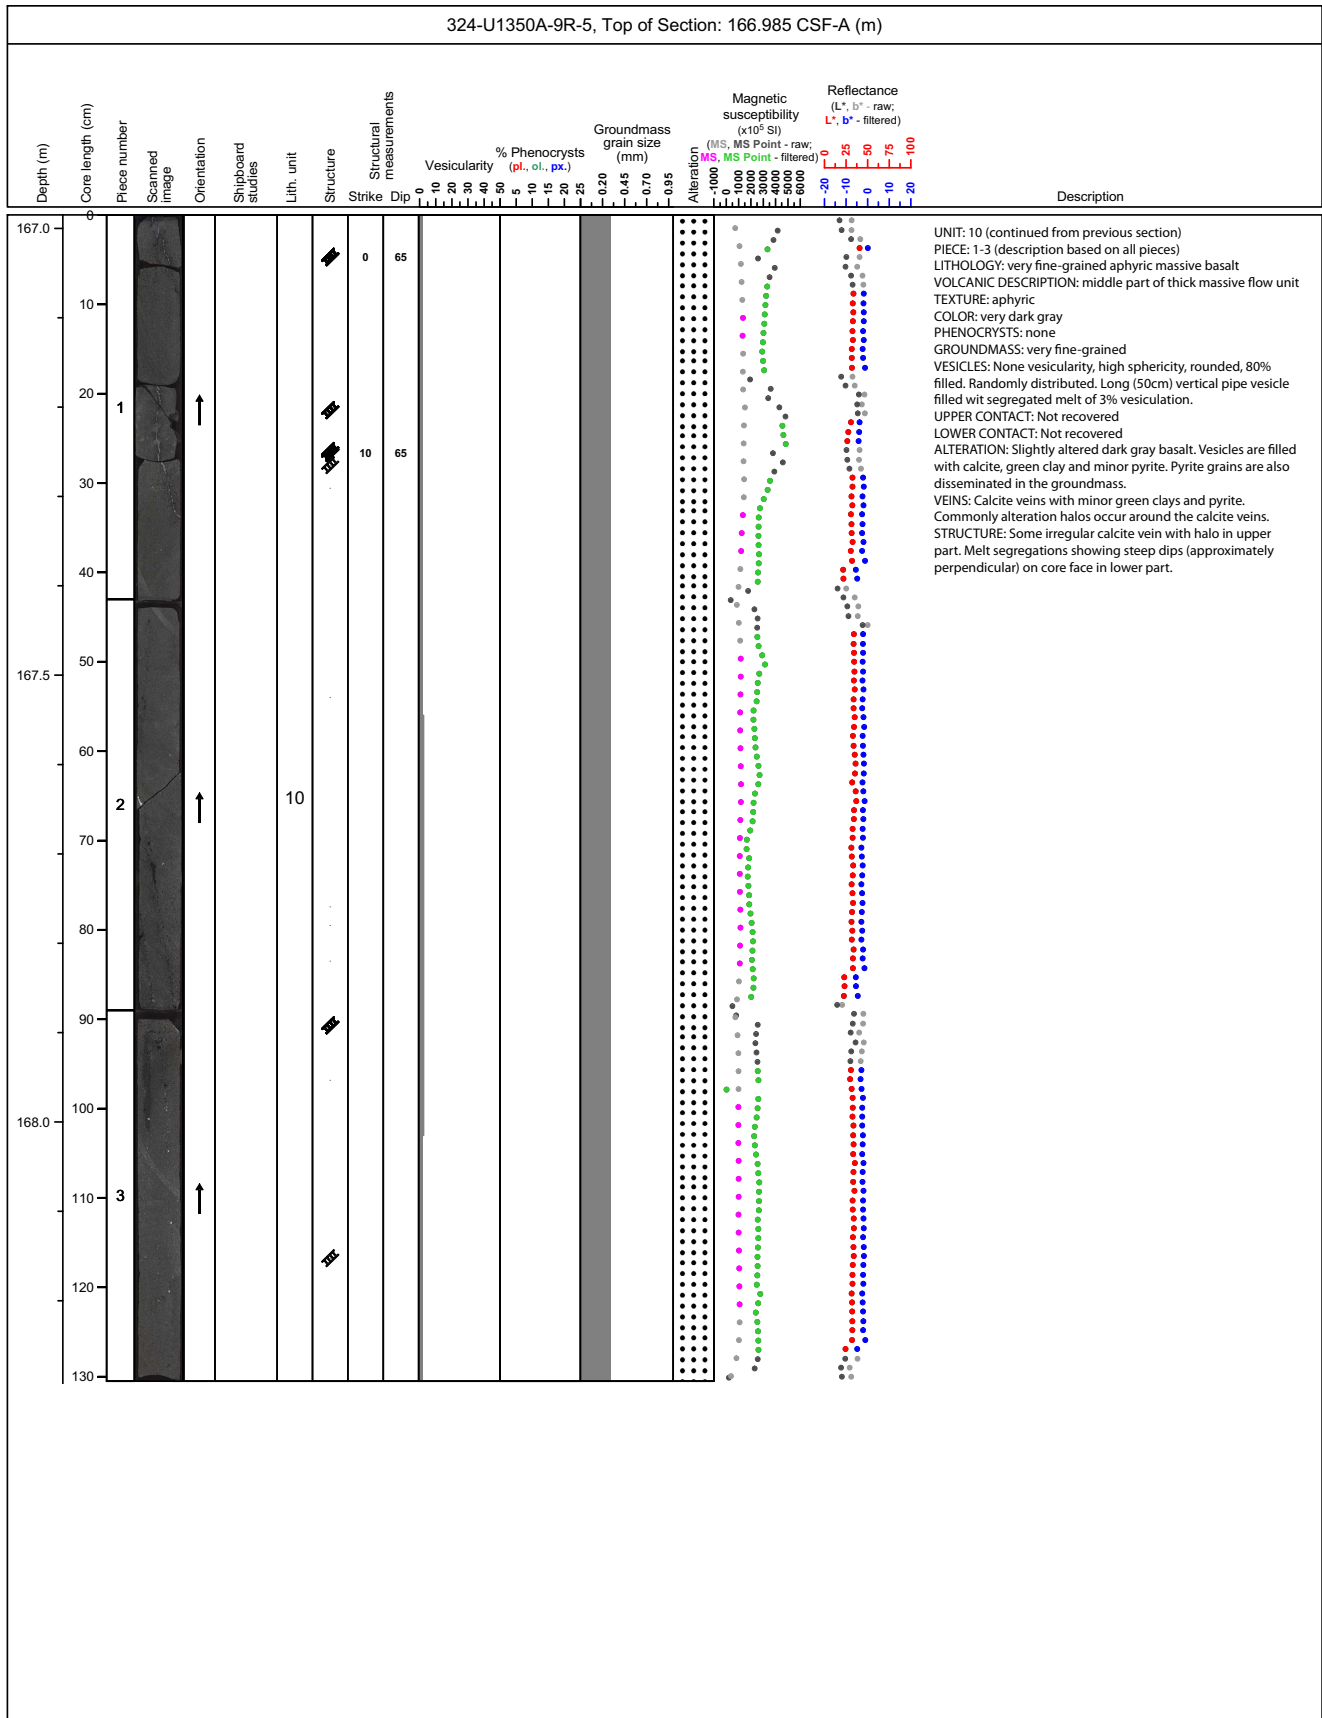 324-U1350A-9R-5, Top of Section: 166.985 CSF-A (m)
Depth (m)
Core length (cm)
Piece number
Scanned
image
Orientation
Shipboard
studies
Lith. unit
Structure
Structural
measurements
Strike Dip
Vesicularity
0 10 20 30 40 50
% Phenocrysts
(pl., ol., px.)
5 10 15 20 25
Groundmass
grain size
(mm)
0.20 0.45 0.70 0.95
Alteration
Magnetic
susceptibility
(x10⁵ SI)
(MS, MS Point - raw;
MS, MS Point - filtered)
-1000 0 1000 2000 3000 4000 5000 6000
Reflectance
(L*, b* - raw;
L*, b* - filtered)
0 25 50 75 100
-20 -10 0 10 20
Description
167.0
167.5
168.0
0
10
20
30
40
50
60
70
80
90
100
110
120
130
1
2
3
10
0 65
10 65
UNIT: 10 (continued from previous section)
PIECE: 1-3 (description based on all pieces)
LITHOLOGY: very fine-grained aphyric massive basalt
VOLCANIC DESCRIPTION: middle part of thick massive flow unit
TEXTURE: aphyric
COLOR: very dark gray
PHENOCRYSTS: none
GROUNDMASS: very fine-grained
VESICLES: None vesicularity, high sphericity, rounded, 80%
filled. Randomly distributed. Long (50cm) vertical pipe vesicle
filled wit segregated melt of 3% vesiculation.
UPPER CONTACT: Not recovered
LOWER CONTACT: Not recovered
ALTERATION: Slightly altered dark gray basalt. Vesicles are filled
with calcite, green clay and minor pyrite. Pyrite grains are also
disseminated in the groundmass.
VEINS: Calcite veins with minor green clays and pyrite.
Commonly alteration halos occur around the calcite veins.
STRUCTURE: Some irregular calcite vein with halo in upper
part. Melt segregations showing steep dips (approximately
perpendicular) on core face in lower part.